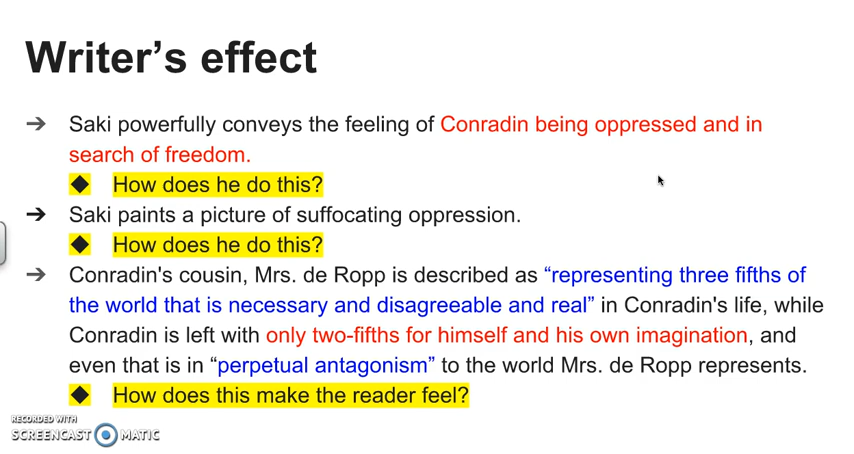 Writer's effect
➔ Saki powerfully conveys the feeling of Conradin being oppressed and in
search of freedom.
◆ How does he do this?
➔ Saki paints a picture of suffocating oppression.
◆ How does he do this?
➔ Conradin's cousin, Mrs. de Ropp is described as “representing three fifths of
the world that is necessary and disagreeable and real” in Conradin's life, while
Conradin is left with only two-fifths for himself and his own imagination, and
even that is in “perpetual antagonism” to the world Mrs. de Ropp represents.
◆ How does this make the reader feel?
RECORDED WITH
SCREENCAST MATIC